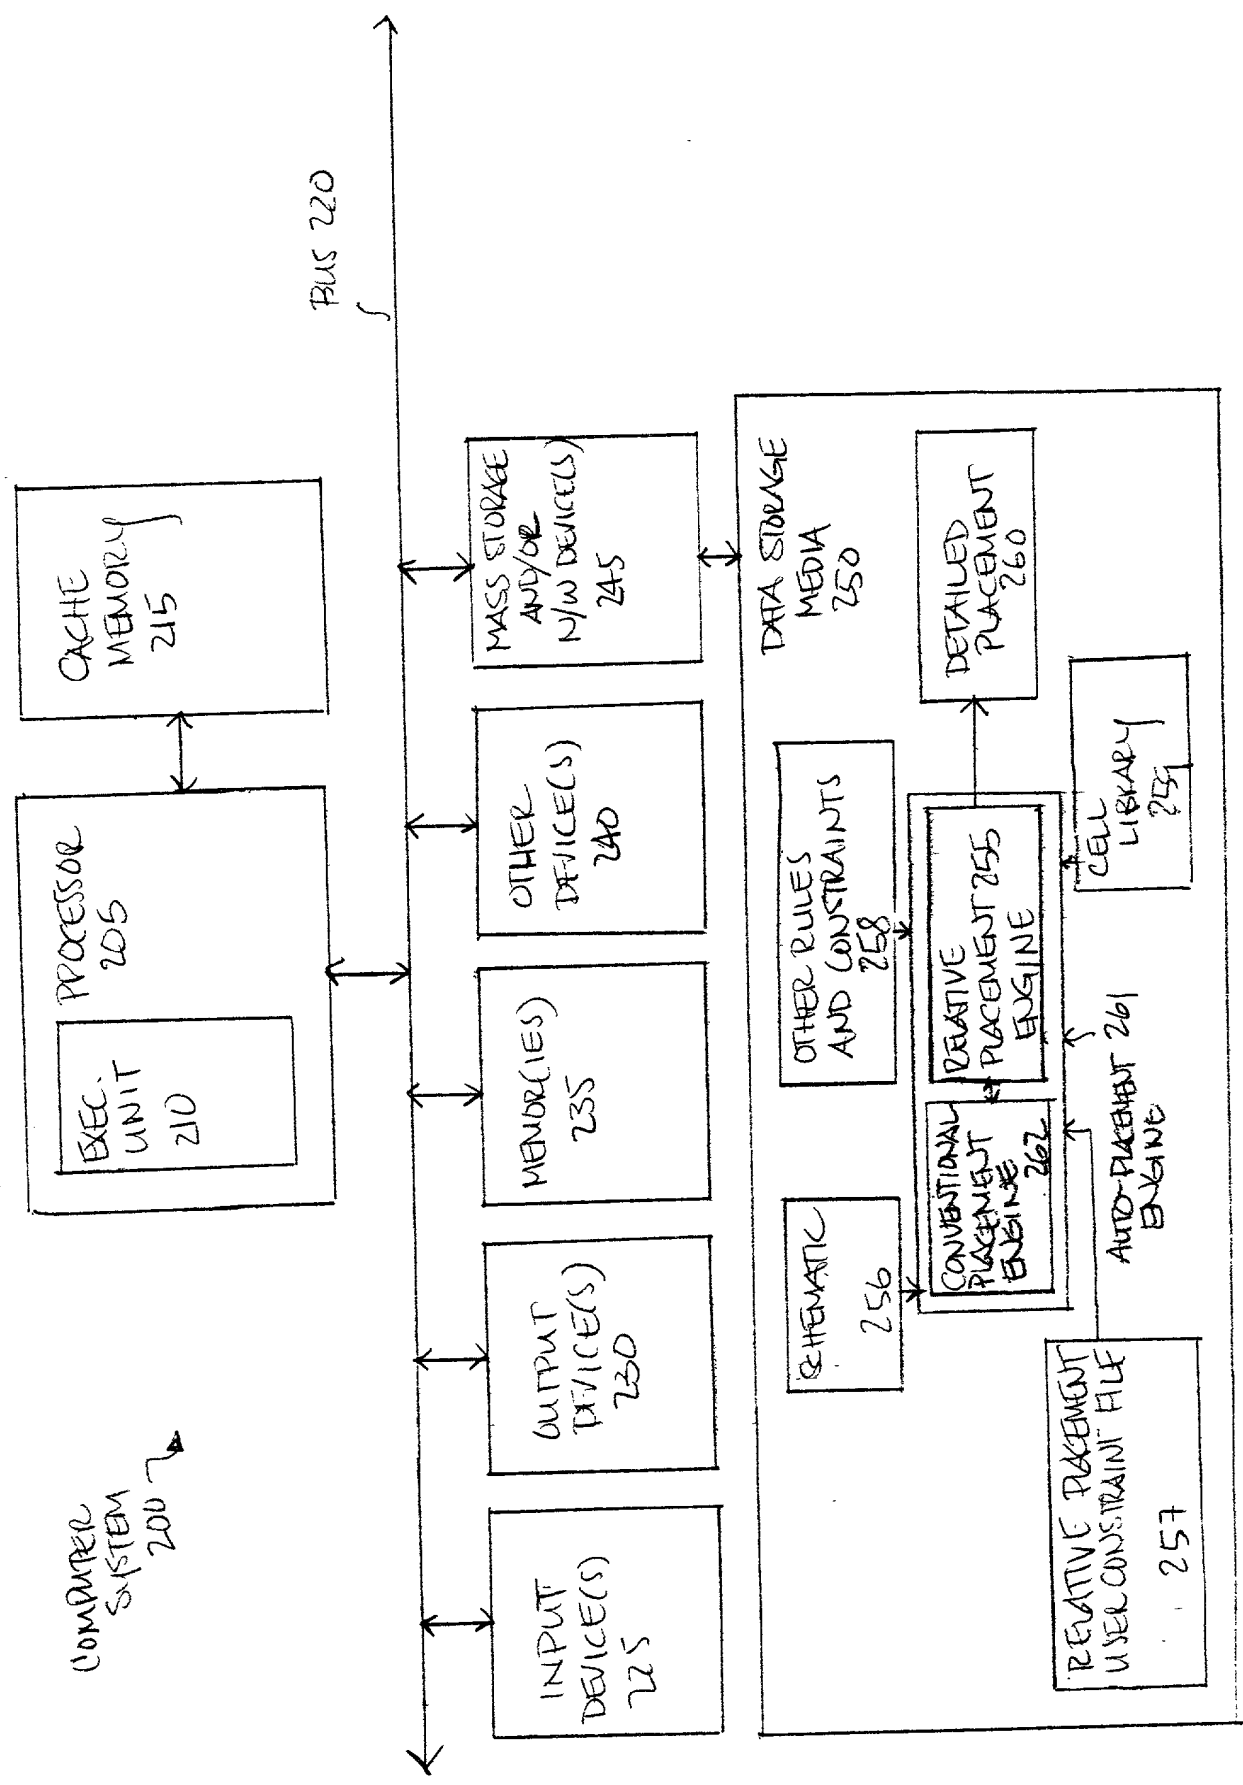 COMPUTER
SYSTEM
200
PROCESSOR
205
EXEC.
UNIT
210
CACHE
MEMORY
215
BUS 220
INPUT
DEVICE(S)
225
OUTPUT
DEVICE(S)
230
MEMOR(IES)
235
OTHER
DEVICE(S)
240
MASS STORAGE
AND/OR
N/W DEVICE(S)
245
DATA STORAGE
MEDIA
250
SCHEMATIC
256
OTHER RULES
AND CONSTRAINTS
258
DETAILED
PLACEMENT
260
CONVENTIONAL
PLACEMENT
ENGINE
262
RELATIVE
PLACEMENT 255
ENGINE
RELATIVE PLACEMENT
USER CONSTRAINT FILE
257
AUTO-PLACEMENT 261
ENGINE
CELL
LIBRARY
259